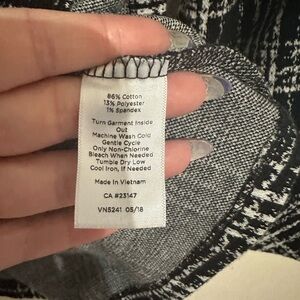 86% Cotton
13% Polyester
1% Spandex
Turn Garment Inside
Out
Machine Wash Cold
Gentle Cycle
Only Non-Chlorine
Bleach When Needed
Tumble Dry Low
Cool Iron, If Needed
Made in Vietnam
CA #23147
VN5241 05/18